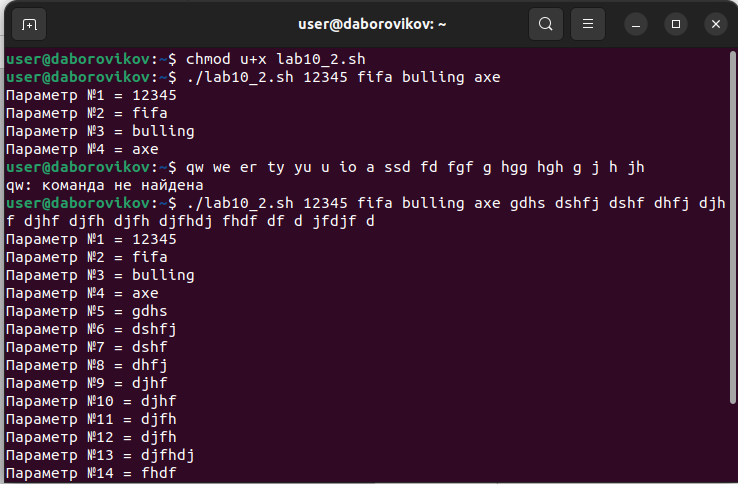 user@daborovikov: ~
user@daborovikov:~$ chmod u+x lab10_2.sh
user@daborovikov:~$ ./lab10_2.sh 12345 fifa bulling axe
Параметр №1 = 12345
Параметр №2 = fifa
Параметр №3 = bulling
Параметр №4 = axe
user@daborovikov:~$ qw we er ty yu u io a ssd fd fgf g hgg hgh g j h jh
qw: команда не найдена
user@daborovikov:~$ ./lab10_2.sh 12345 fifa bulling axe gdhs dshfj dshf dhfj djh
f djhf djfh djfh djfhdj fhdf df d jfdjf d
Параметр №1 = 12345
Параметр №2 = fifa
Параметр №3 = bulling
Параметр №4 = axe
Параметр №5 = gdhs
Параметр №6 = dshfj
Параметр №7 = dshf
Параметр №8 = dhfj
Параметр №9 = djhf
Параметр №10 = djhf
Параметр №11 = djfh
Параметр №12 = djfh
Параметр №13 = djfhdj
Параметр №14 = fhdf